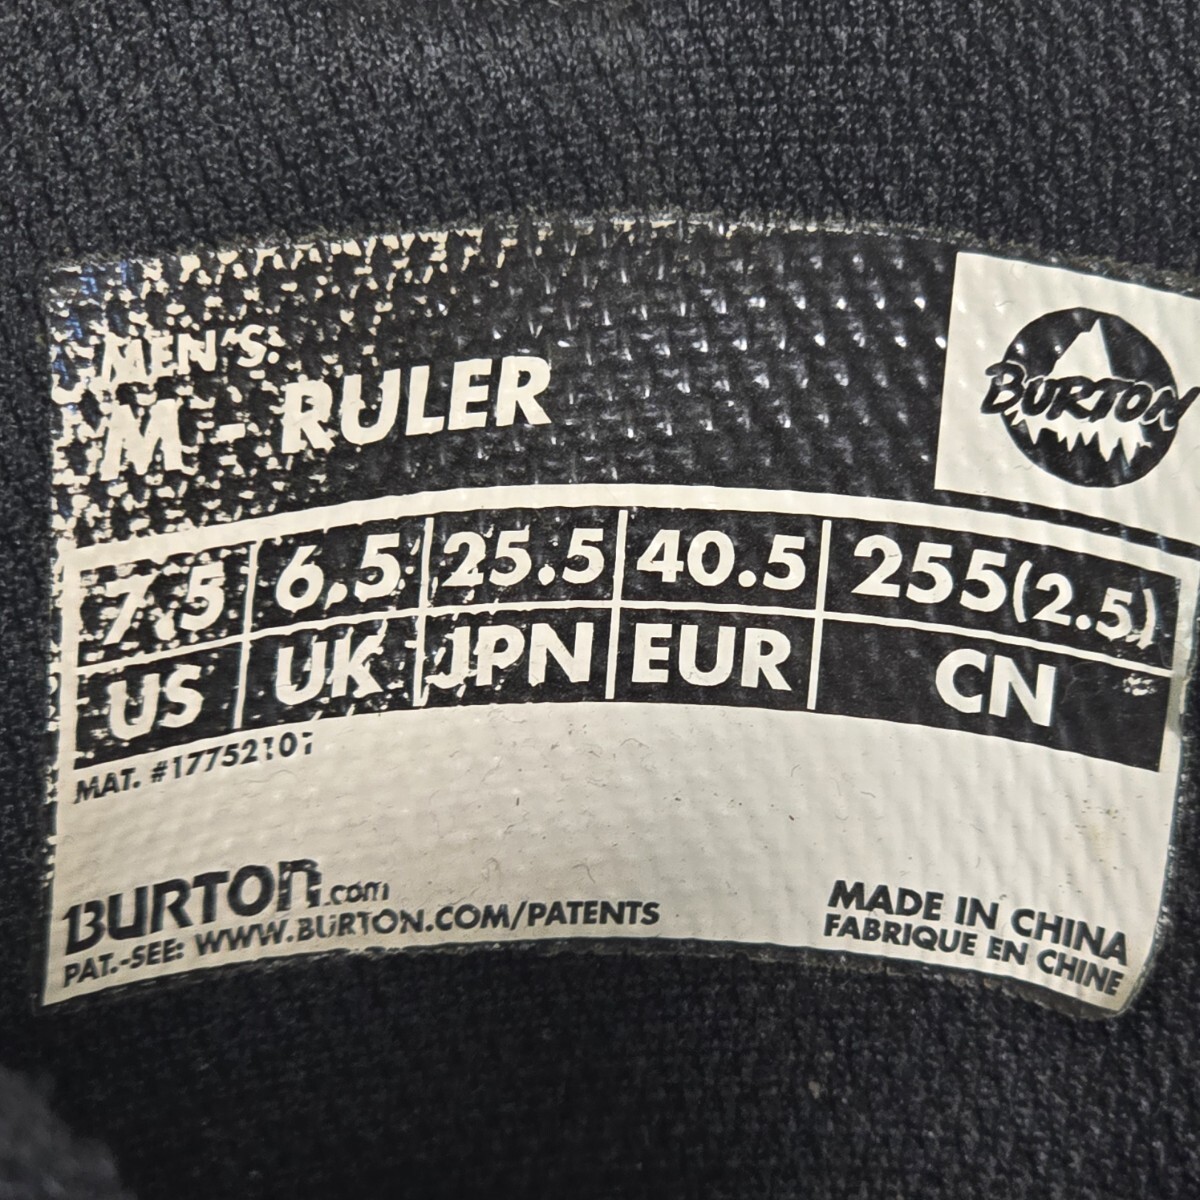 MEN'S:
M - RULER
BURTON
7.5 6.5 25.5 40.5 255(2.5)
US UK JPN EUR CN
MAT. #17752101
BURTON.com
PAT.-SEE: WWW.BURTON.COM/PATENTS
MADE IN CHINA
FABRIQUE EN CHINE